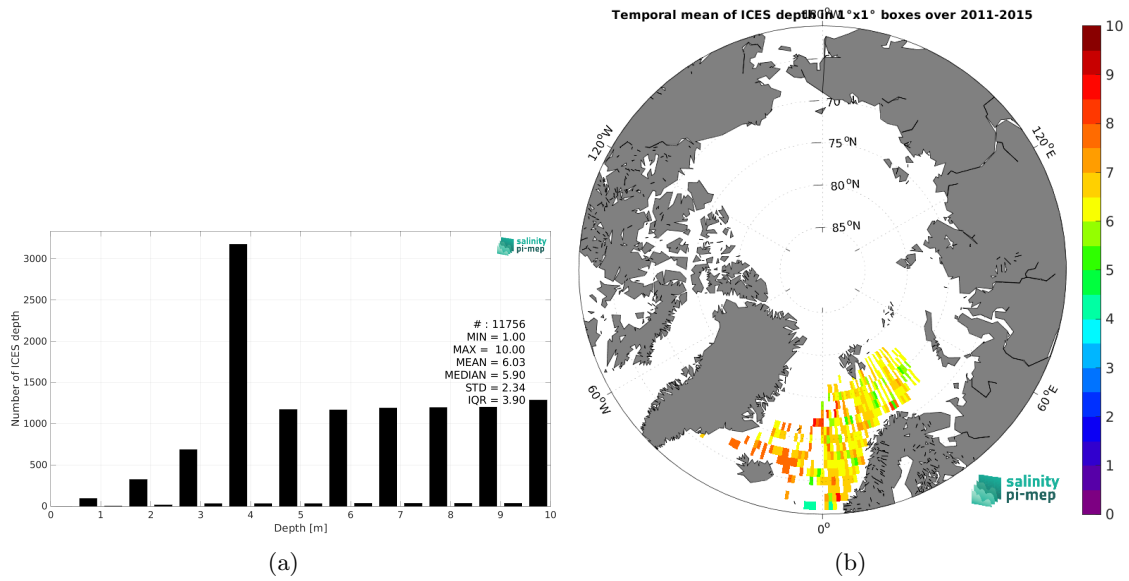 Temporal mean of ICES depth in 1°x1° boxes over 2011-2015
180°W
10
9
8
7
6
5
4
3
2
1
0
120°W
120°E
60°W
60°E
0°
70°N
75°N
80°N
85°N
salinity
pi-mep
Number of ICES depth
3000
2500
2000
1500
1000
500
0
salinity
pi-mep
# : 11756
MIN = 1.00
MAX = 10.00
MEAN = 6.03
MEDIAN = 5.90
STD = 2.34
IQR = 3.90
0 1 2 3 4 5 6 7 8 9 10
Depth [m]
(a)
(b)